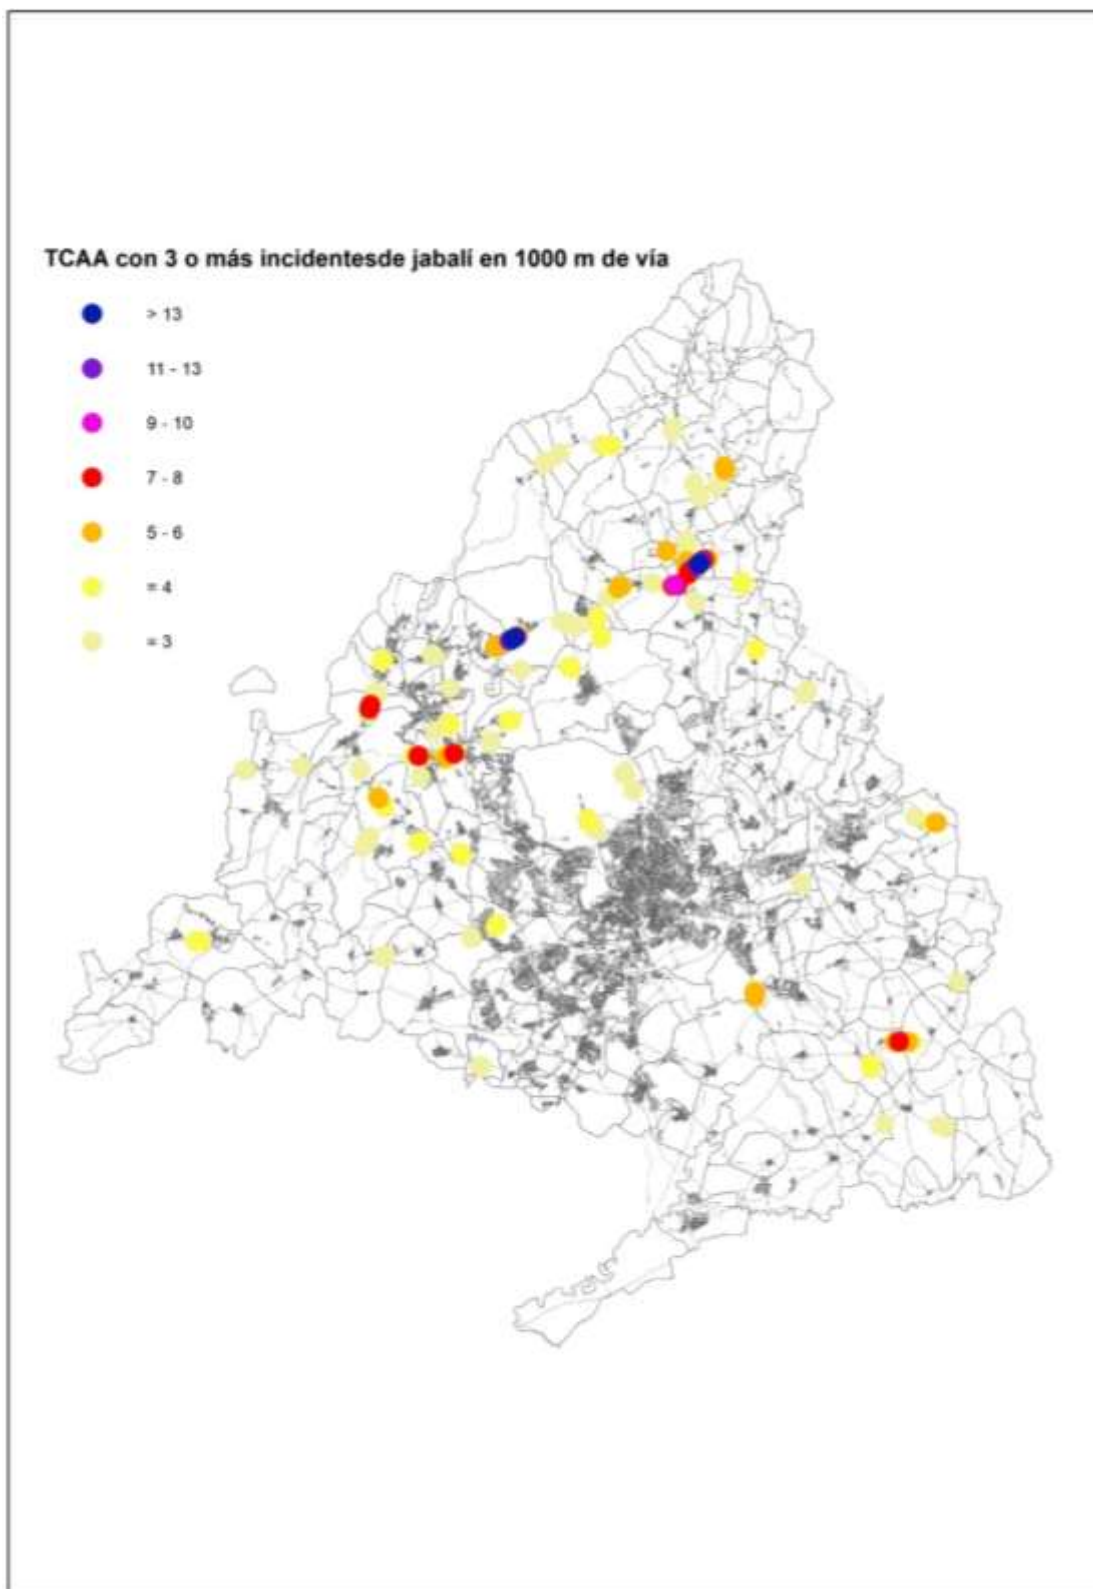 TCAA con 3 o más incidentesde jabalí en 1000 m de vía
> 13
11 - 13
9 - 10
7 - 8
5 - 6
= 4
= 3